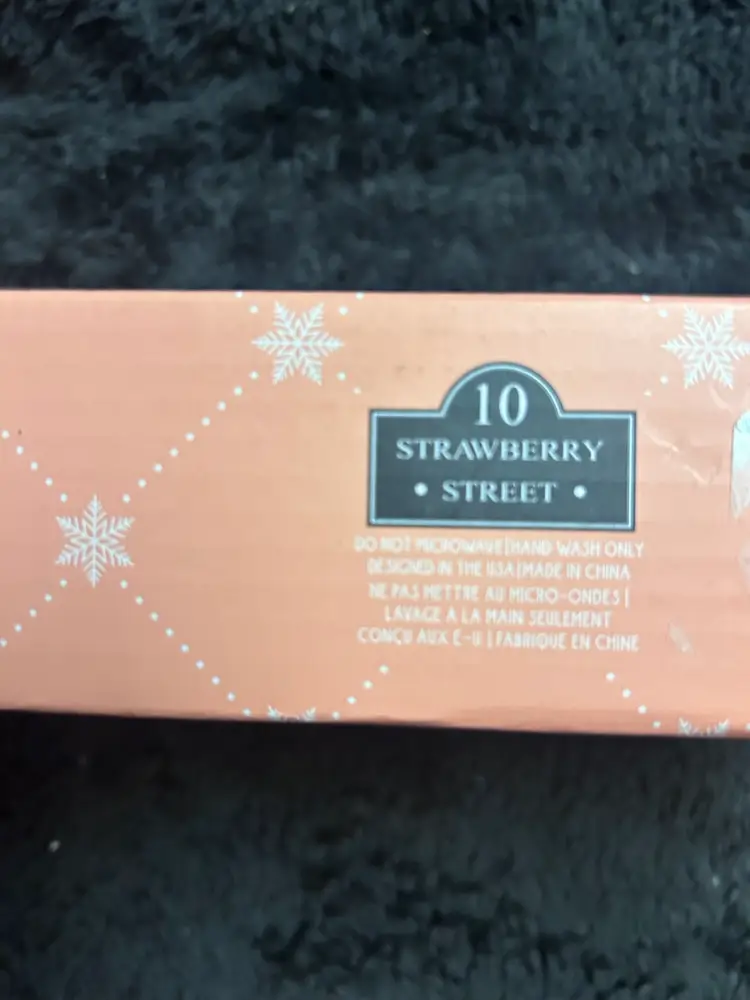 10
STRAWBERRY
• STREET •
DO NOT MICROWAVE|HAND WASH ONLY
DESIGNED IN THE USA|MADE IN CHINA
NE PAS METTRE AU MICRO-ONDES|
LAVAGE A LA MAIN SEULEMENT
CONÇU AUX É-U|FABRIQUE EN CHINE